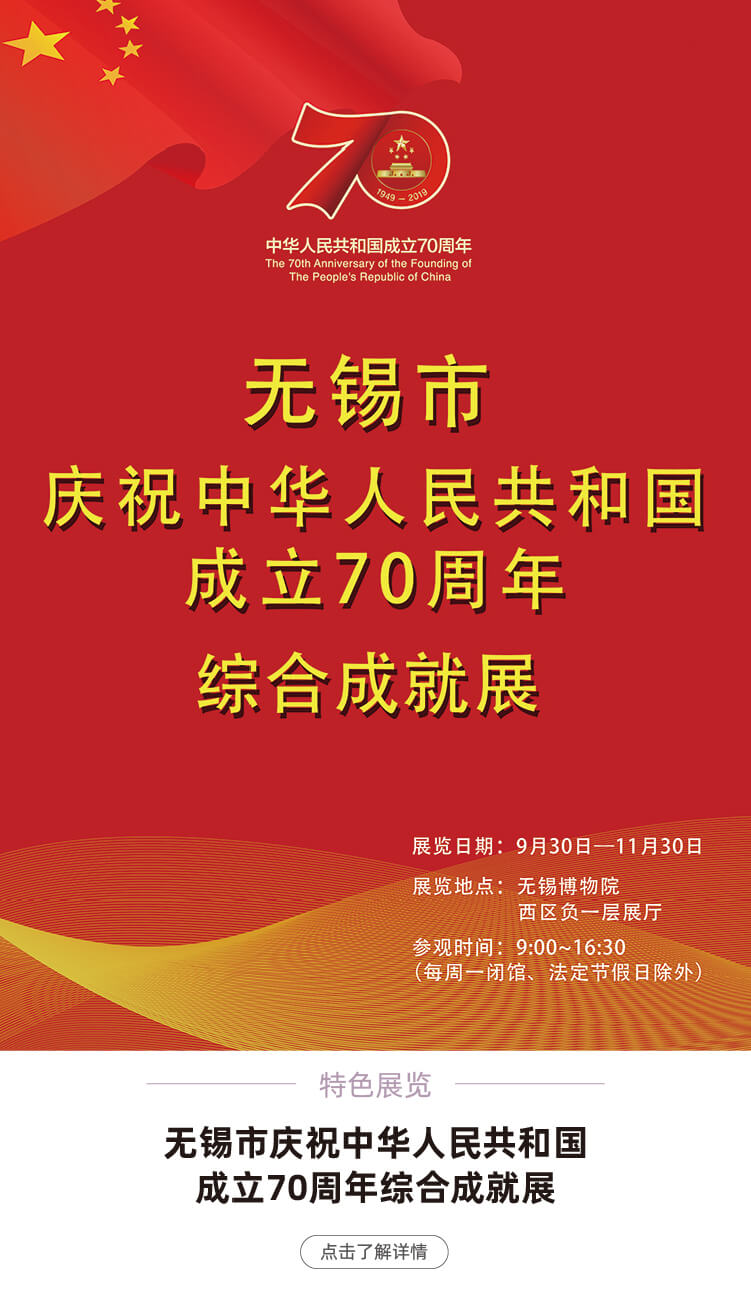 70
1949 – 2019
中华人民共和国成立70周年
The 70th Anniversary of the Founding of
The People's Republic of China
无锡市
庆祝中华人民共和国
成立70周年
综合成就展
展览日期：9月30日—11月30日
展览地点：无锡博物院
西区负一层展厅
参观时间：9:00~16:30
（每周一闭馆、法定节假日除外）
特色展览
无锡市庆祝中华人民共和国
成立70周年综合成就展
点击了解详情